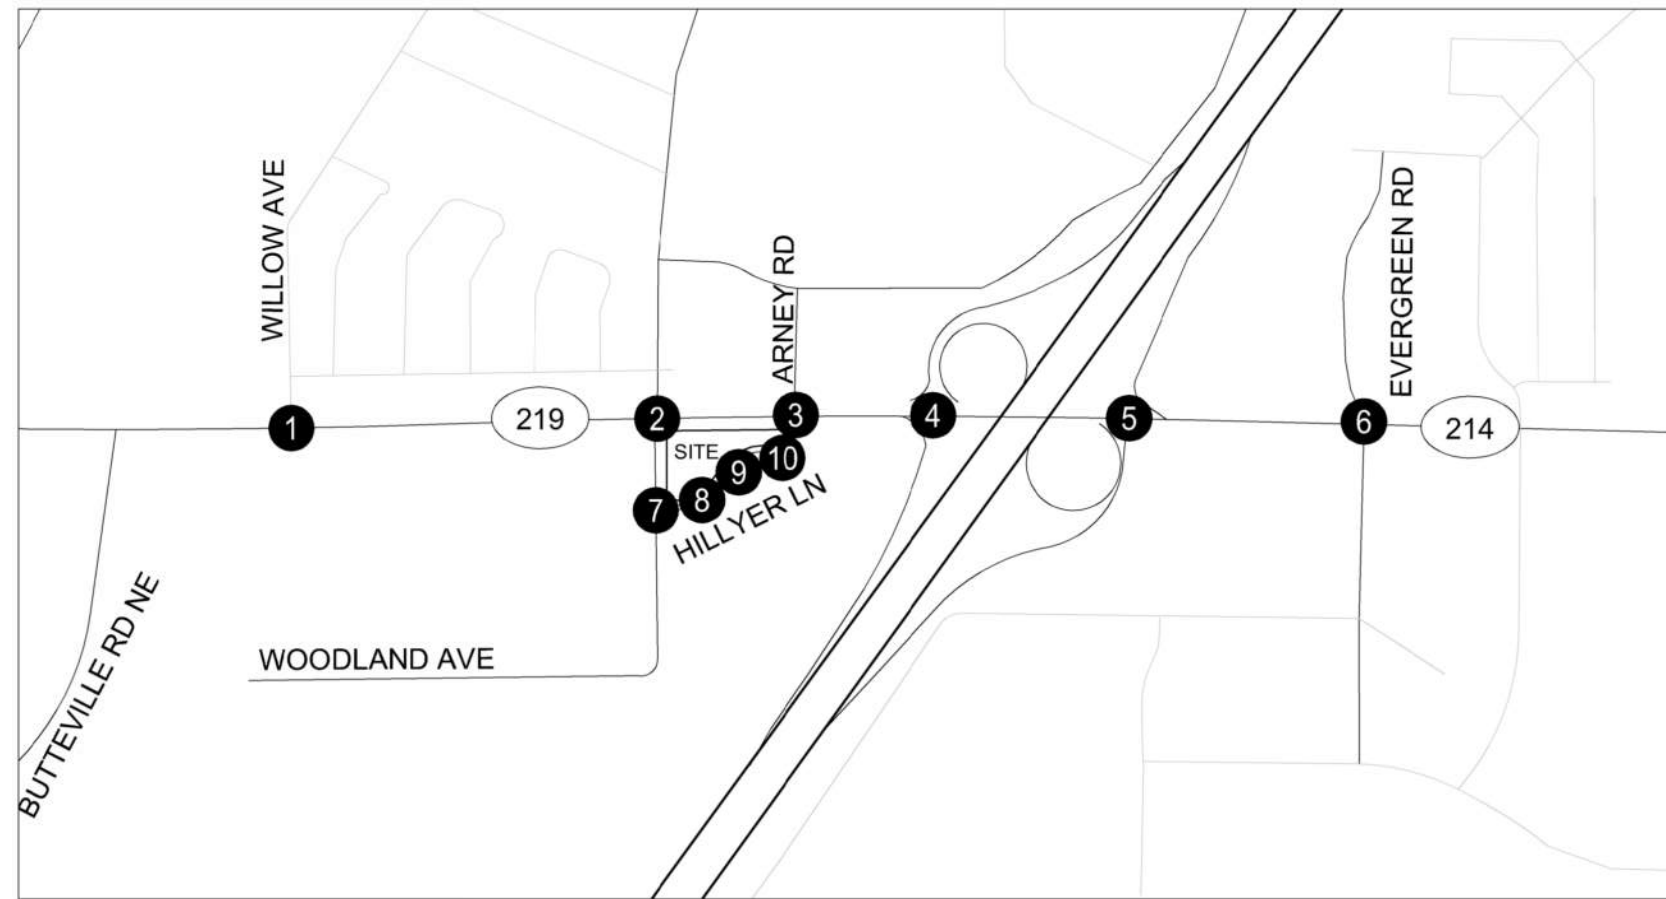 WILLOW AVE
ARNEY RD
EVERGREEN RD
1
219
2
3
4
5
6
214
SITE
7
8
9
10
HILLYER LN
WOODLAND AVE
BUTTEVILLE RD NE